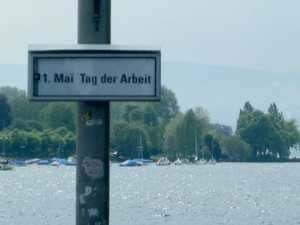 1. Mai Tag der Arbeit